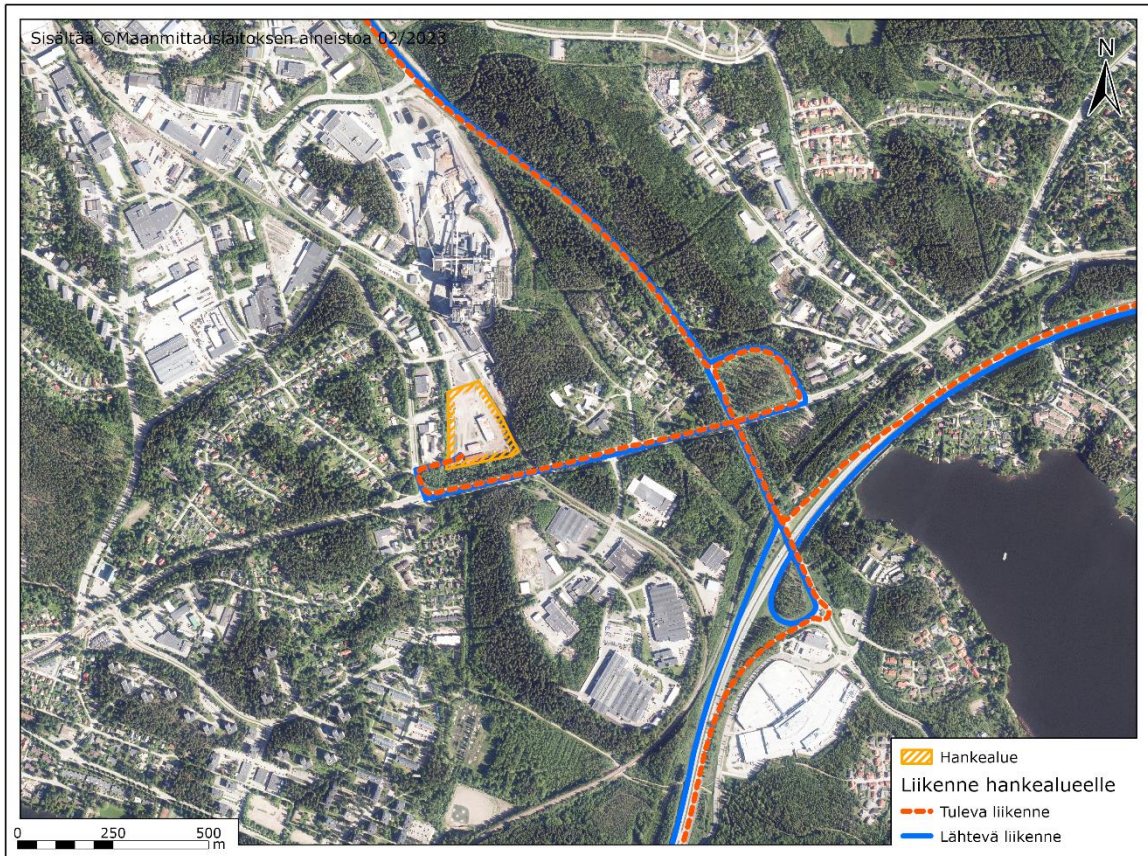 Sisältää ©Maanmittauslaitoksen aineistoa 02/2023
N
Hankealue
Liikenne hankealueelle
Tuleva liikenne
Lähtevä liikenne
0 250 500
m